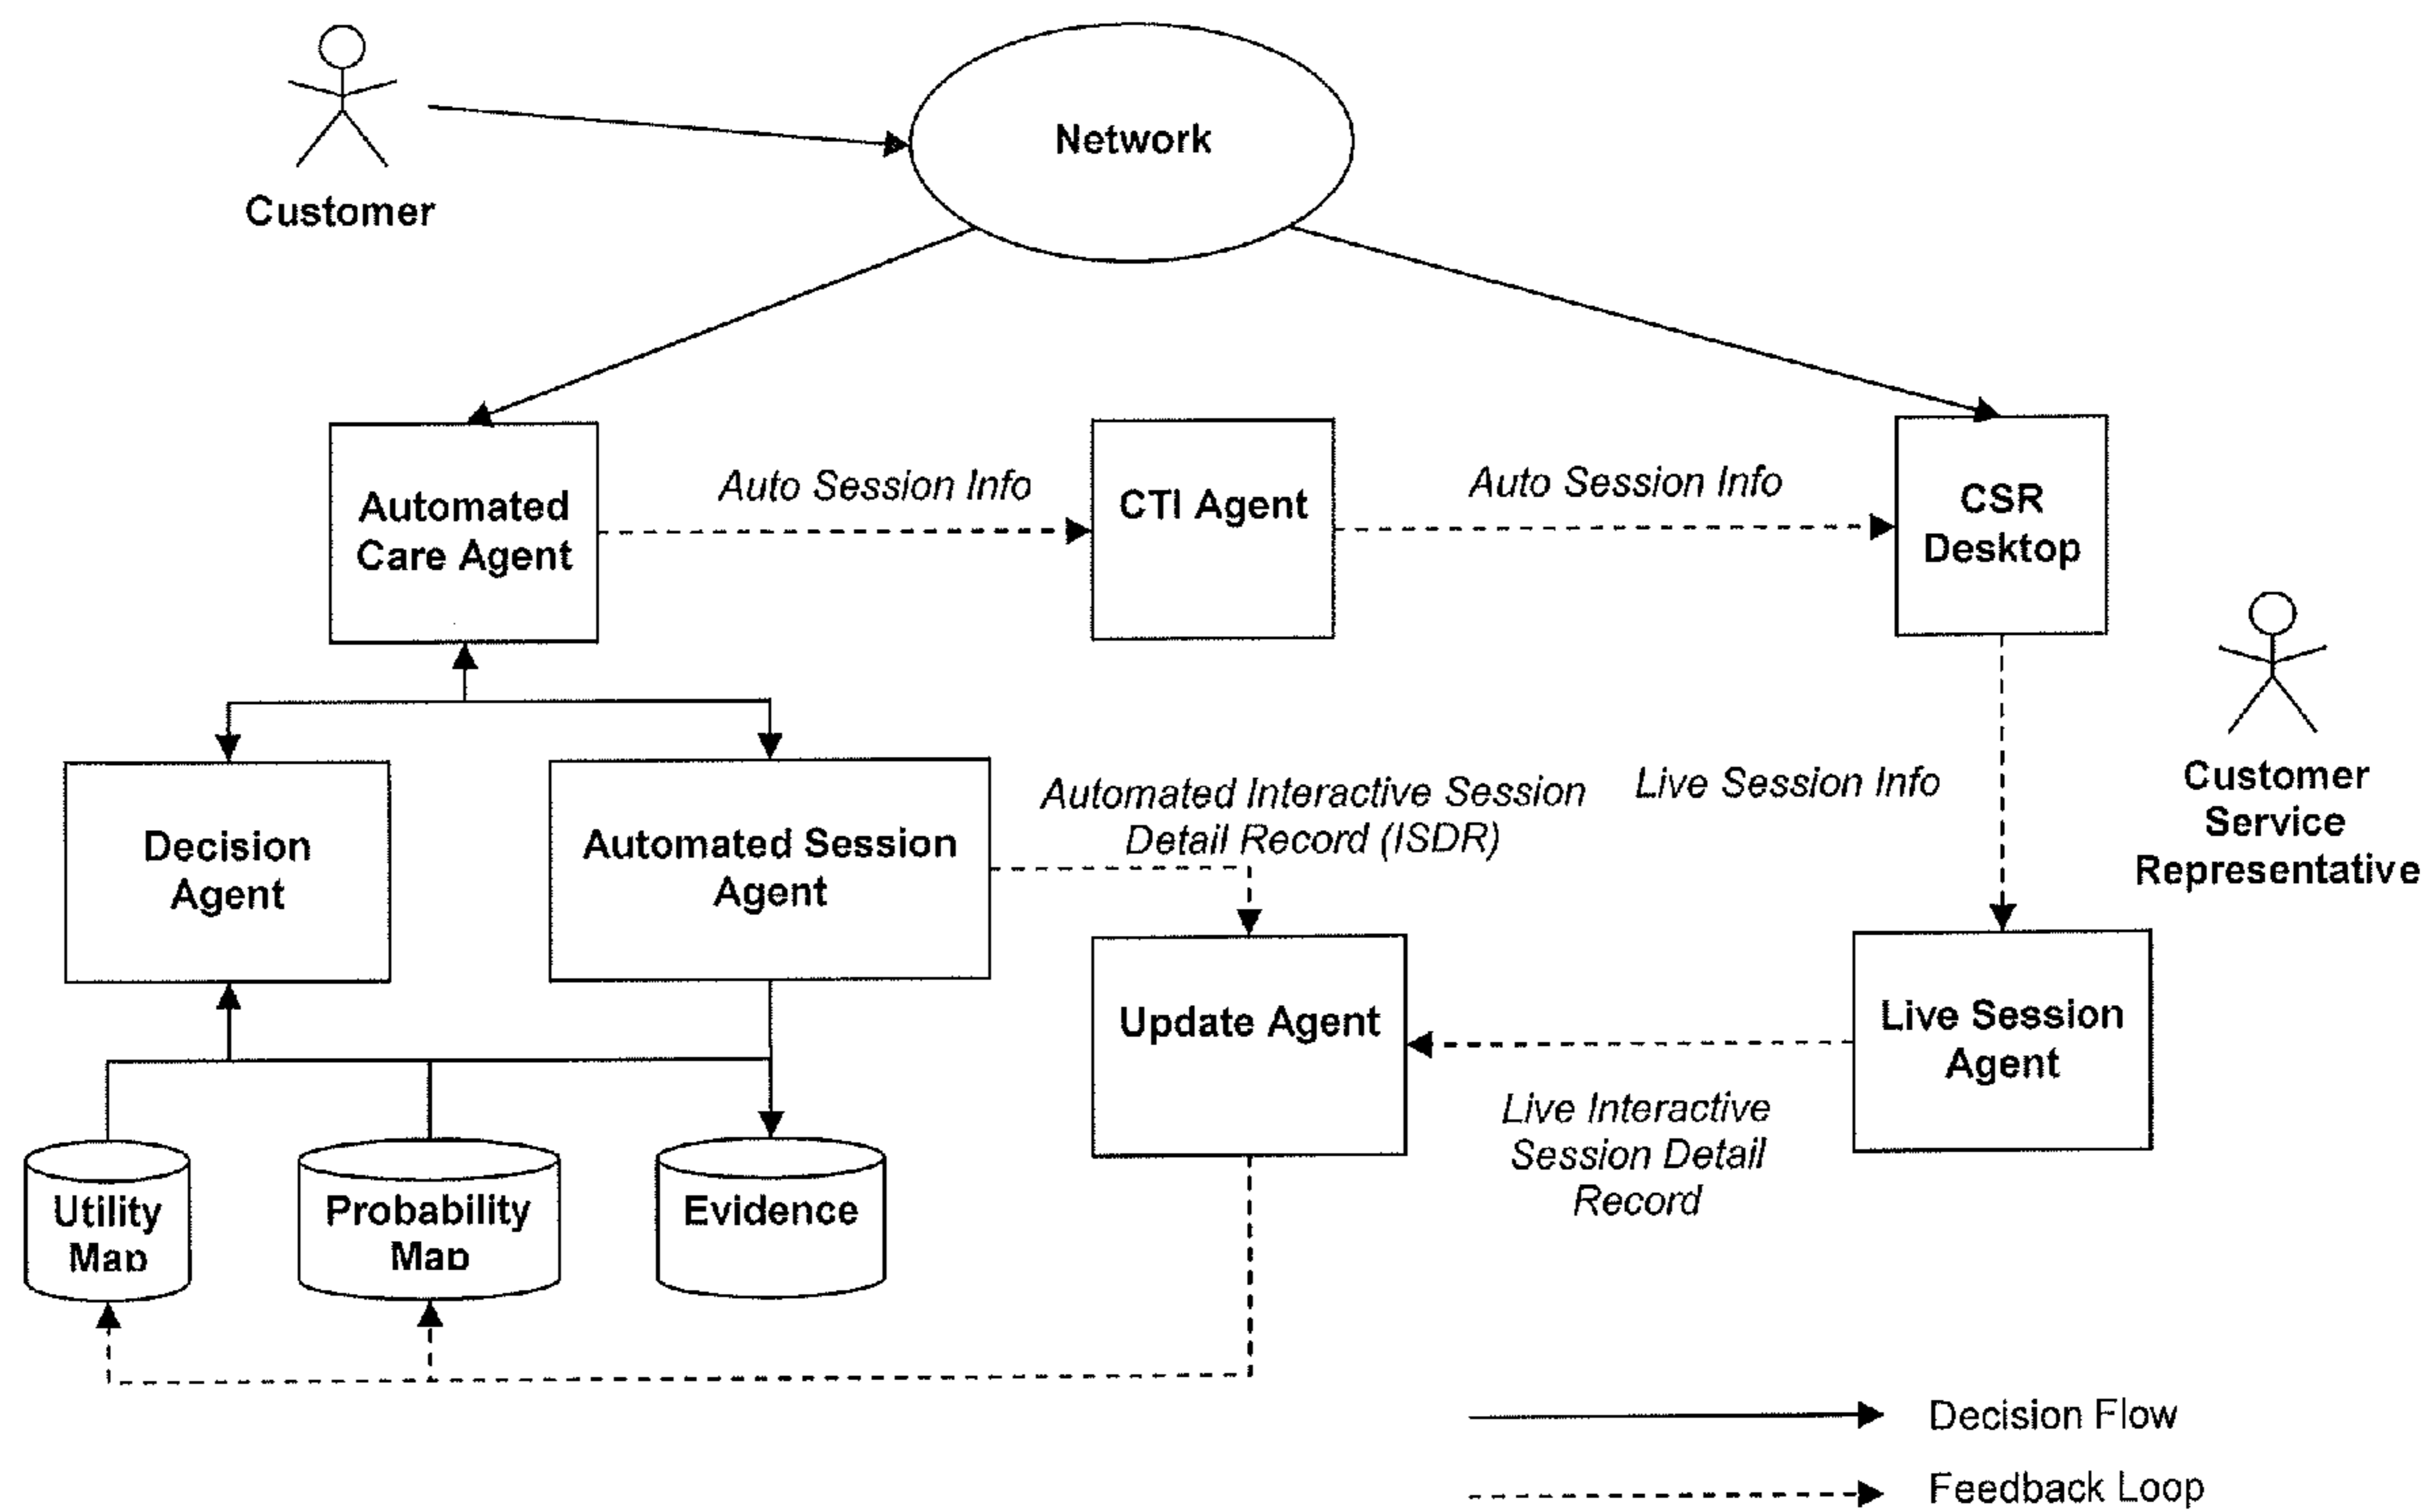 Network
Customer
Auto Session Info
Auto Session Info
Automated
Care Agent
CTI Agent
CSR
Desktop
Automated Interactive Session
Detail Record (ISDR)
Live Session Info
Customer
Service
Representative
Decision
Agent
Automated Session
Agent
Update Agent
Live Session
Agent
Live Interactive
Session Detail
Record
Utility
Map
Probability
Map
Evidence
Decision Flow
Feedback Loop